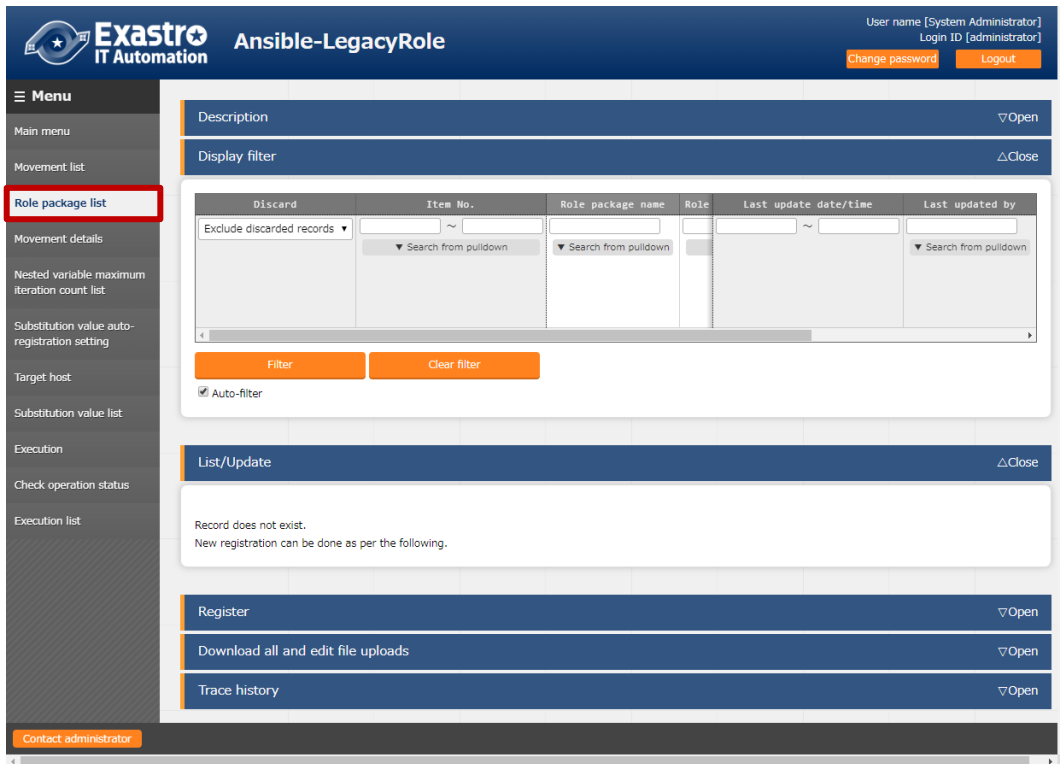 Exastro
IT Automation
Ansible-LegacyRole
User name [System Administrator]
Login ID [administrator]
Change password
Logout
☰ Menu
Main menu
Movement list
Role package list
Movement details
Nested variable maximum
iteration count list
Substitution value auto-
registration setting
Target host
Substitution value list
Execution
Check operation status
Execution list
Description ▽Open
Display filter △Close
Discard Item No. Role package name Role Last update date/time Last updated by
Exclude discarded records ▼ ~ ~
▼ Search from pulldown ▼ Search from pulldown ▼ Search from pulldown
Filter Clear filter
Auto-filter
List/Update △Close
Record does not exist.
New registration can be done as per the following.
Register ▽Open
Download all and edit file uploads ▽Open
Trace history ▽Open
Contact administrator